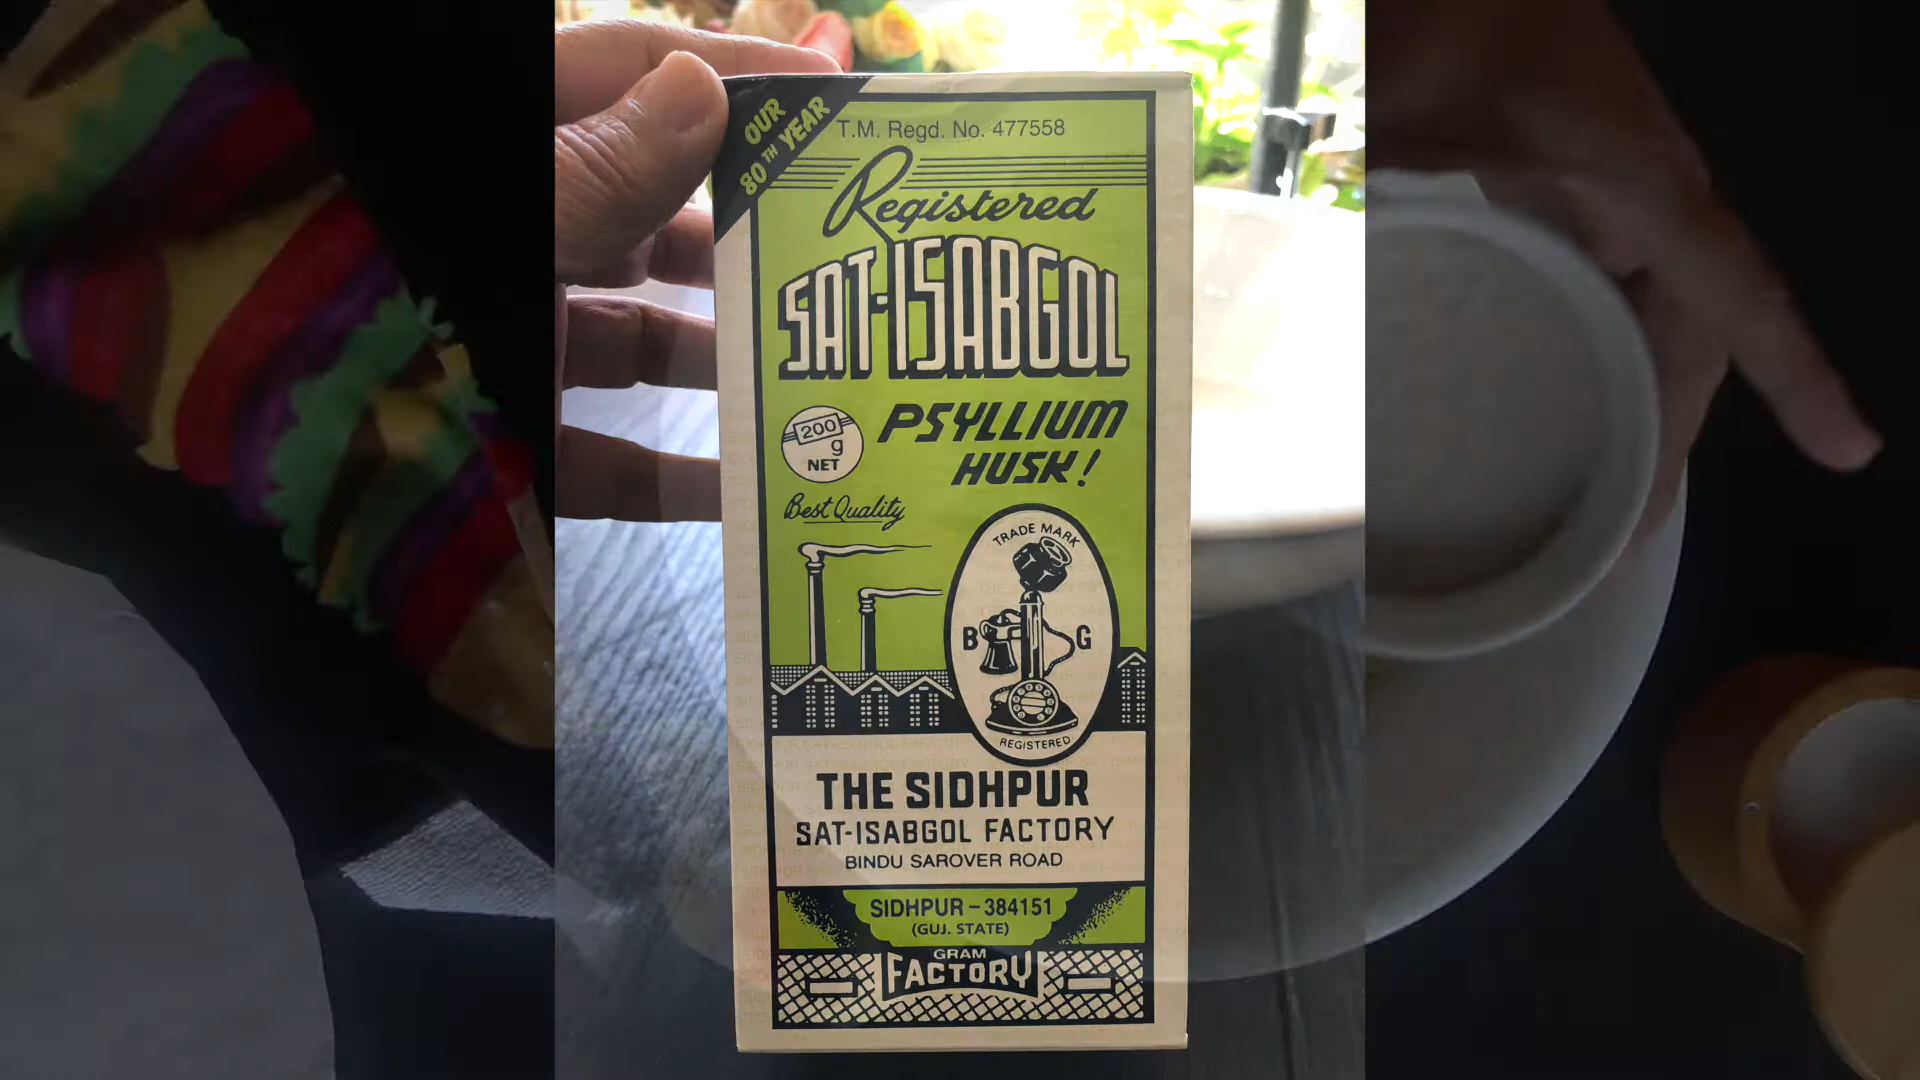 OUR
80TH YEAR
T.M. Regd. No. 477558
Registered
SAT-ISABGOL
PSYLLIUM
HUSK!
200
g
NET
Best Quality
TRADE MARK
B G
REGISTERED
THE SIDHPUR
SAT-ISABGOL FACTORY
BINDU SAROVER ROAD
SIDHPUR – 384151
(GUJ. STATE)
GRAM
FACTORY